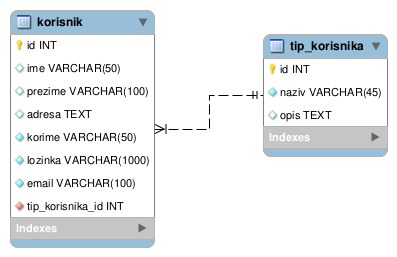 korisnik
id INT
ime VARCHAR(50)
prezime VARCHAR(100)
adresa TEXT
korime VARCHAR(50)
lozinka VARCHAR(1000)
email VARCHAR(100)
tip_korisnika_id INT
Indexes
tip_korisnika
id INT
naziv VARCHAR(45)
opis TEXT
Indexes